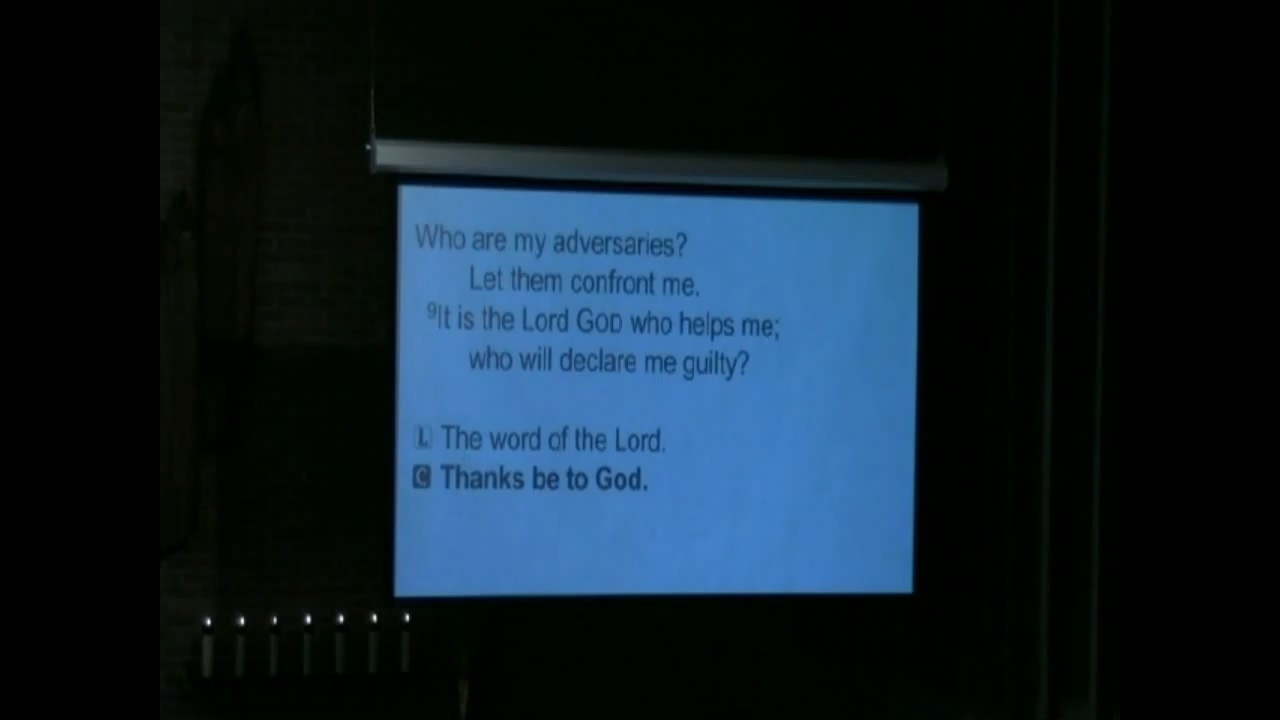 Who are my adversaries?
Let them confront me.
⁹It is the Lord GOD who helps me;
who will declare me guilty?
L The word of the Lord.
C Thanks be to God.